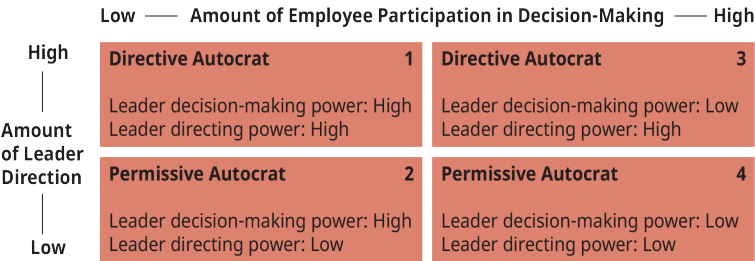 Low Amount of Employee Participation in Decision-Making High
High
Amount
of Leader
Direction
Low
Directive Autocrat 1
Leader decision-making power: High
Leader directing power: High
Directive Autocrat 3
Leader decision-making power: Low
Leader directing power: High
Permissive Autocrat 2
Leader decision-making power: High
Leader directing power: Low
Permissive Autocrat 4
Leader decision-making power: Low
Leader directing power: Low